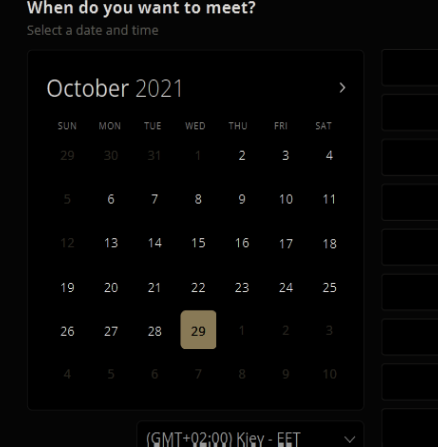 When do you want to meet?
Select a date and time
October 2021 >
SUN MON TUE WED THU FRI SAT
29 30 31 1 2 3 4
5 6 7 8 9 10 11
12 13 14 15 16 17 18
19 20 21 22 23 24 25
26 27 28 29 1 2 3
4 5 6 7 8 9 10
(GMT+02:00) Kiev - EET